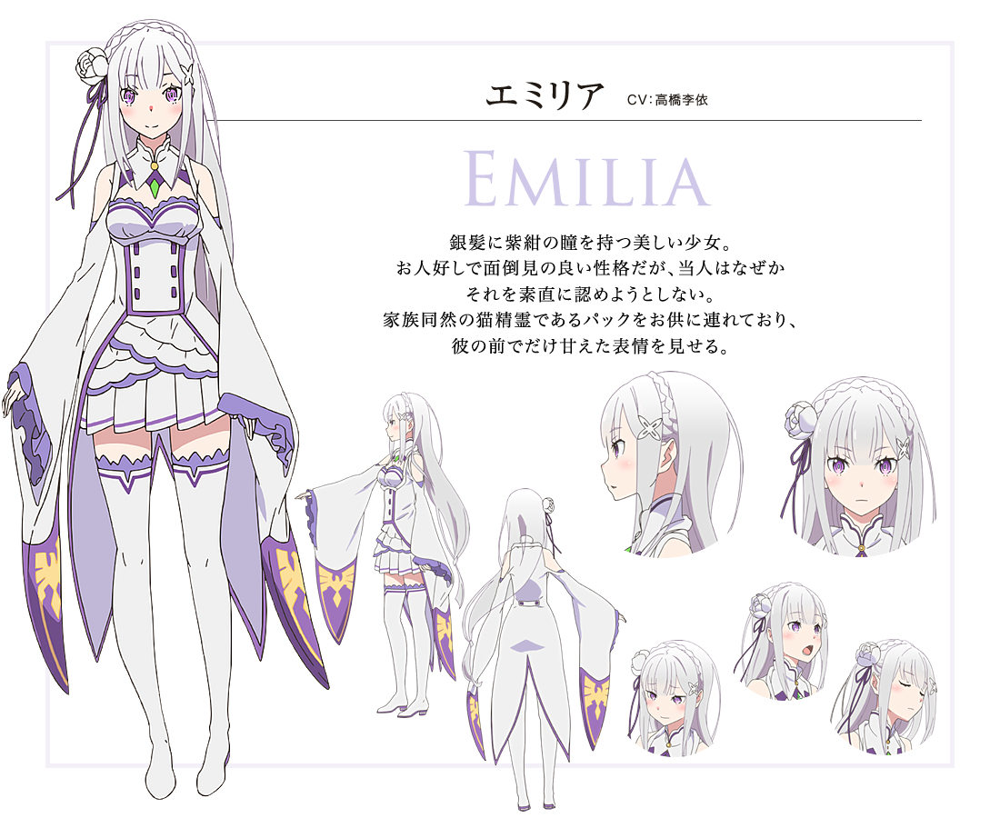 エミリア CV:高橋李依
EMILIA
銀髪に紫紺の瞳を持つ美しい少女。
お人好しで面倒見の良い性格だが、当人はなぜか
それを素直に認めようとしない。
家族同然の猫精霊であるパックをお供に連れており、
彼の前でだけ甘えた表情を見せる。